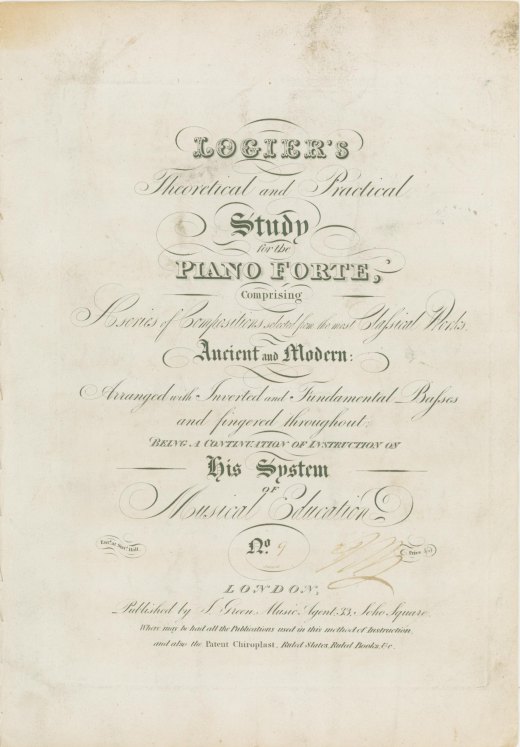 LOGIER'S
Theoretical and Practical
Study
for the
PIANO FORTE,
Comprising
A series of Compositions selected from the most Classical Works,
Ancient and Modern:
Arranged with Inverted and Fundamental Basses
and fingered throughout;
BEING A CONTINUATION OF INSTRUCTION ON
His System
OF
Musical Education
Ent.d at Sta.s Hall.
No. 9
Price
LONDON,
Published by J. Green, Music Agent, 33, Soho Square,
Where may be had all the Publications used in this method of Instruction
and also the Patent Chiroplast, Ruled Slates, Ruled Books, &c.